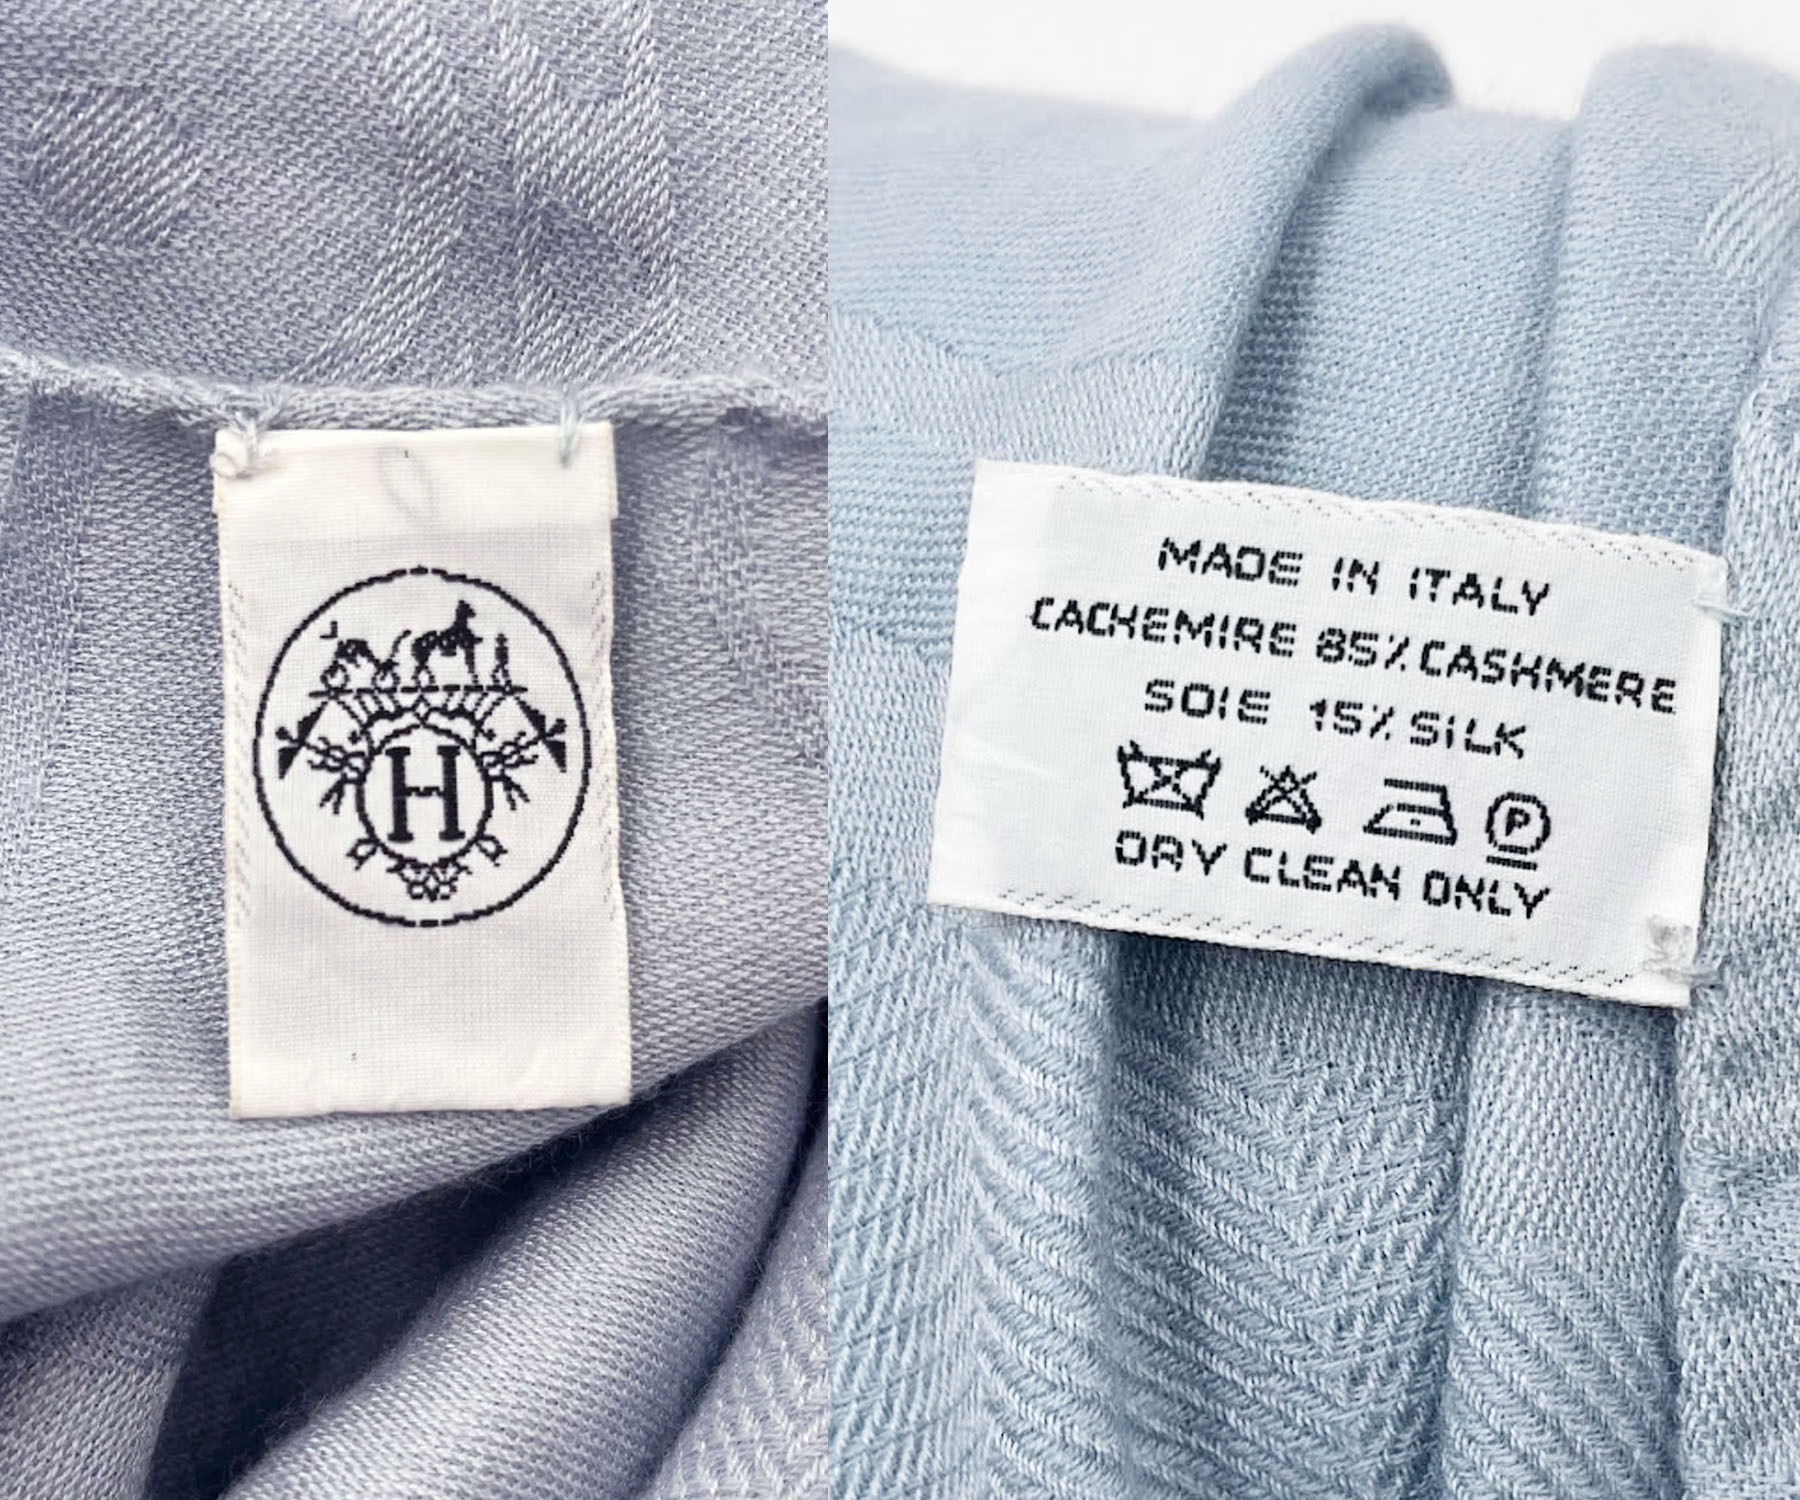 H
MADE IN ITALY
CACHEMIRE 85% CASHMERE
SOIE 15% SILK
P
DRY CLEAN ONLY